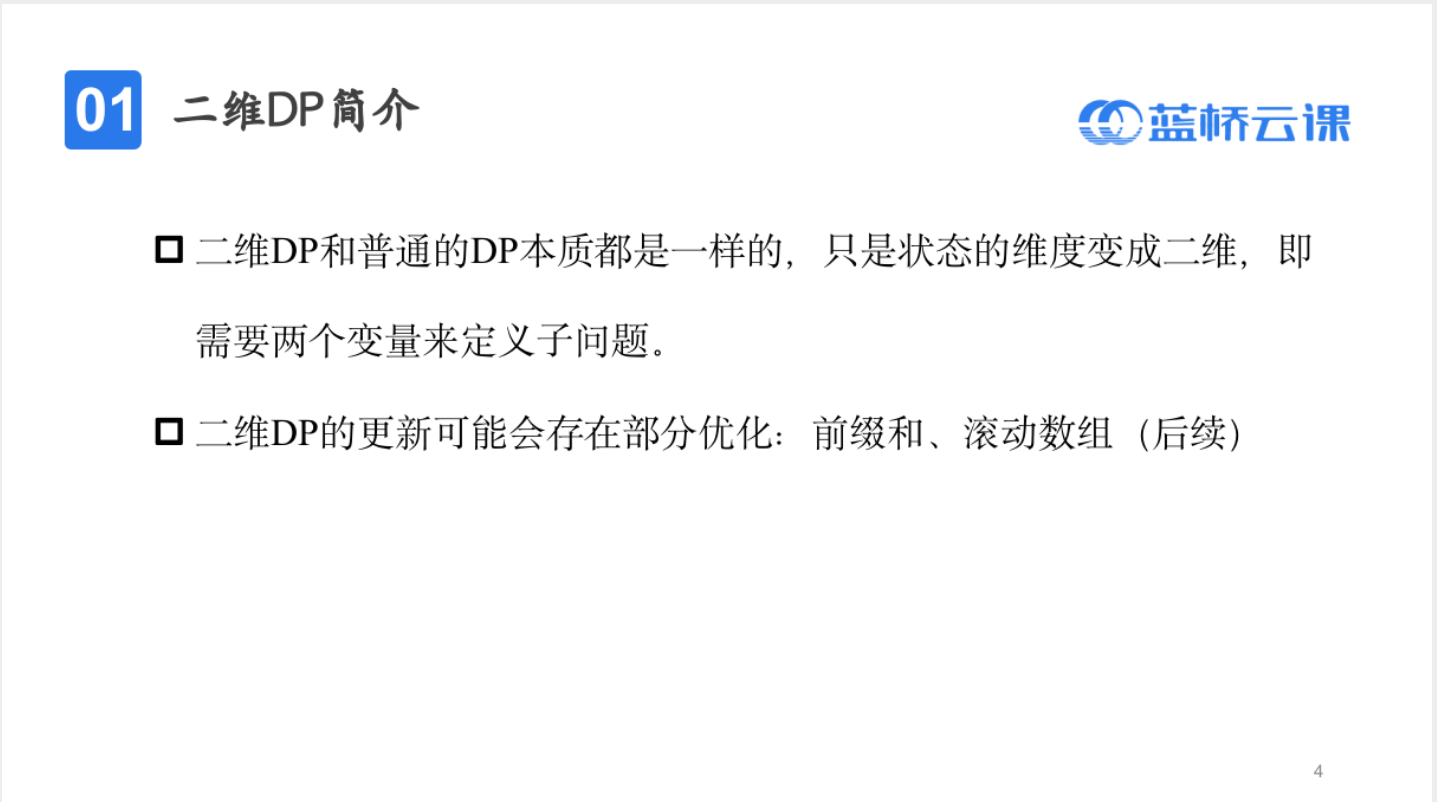 01 二维DP简介
蓝桥云课
二维DP和普通的DP本质都是一样的，只是状态的维度变成二维，即
需要两个变量来定义子问题。
二维DP的更新可能会存在部分优化：前缀和、滚动数组（后续）
4